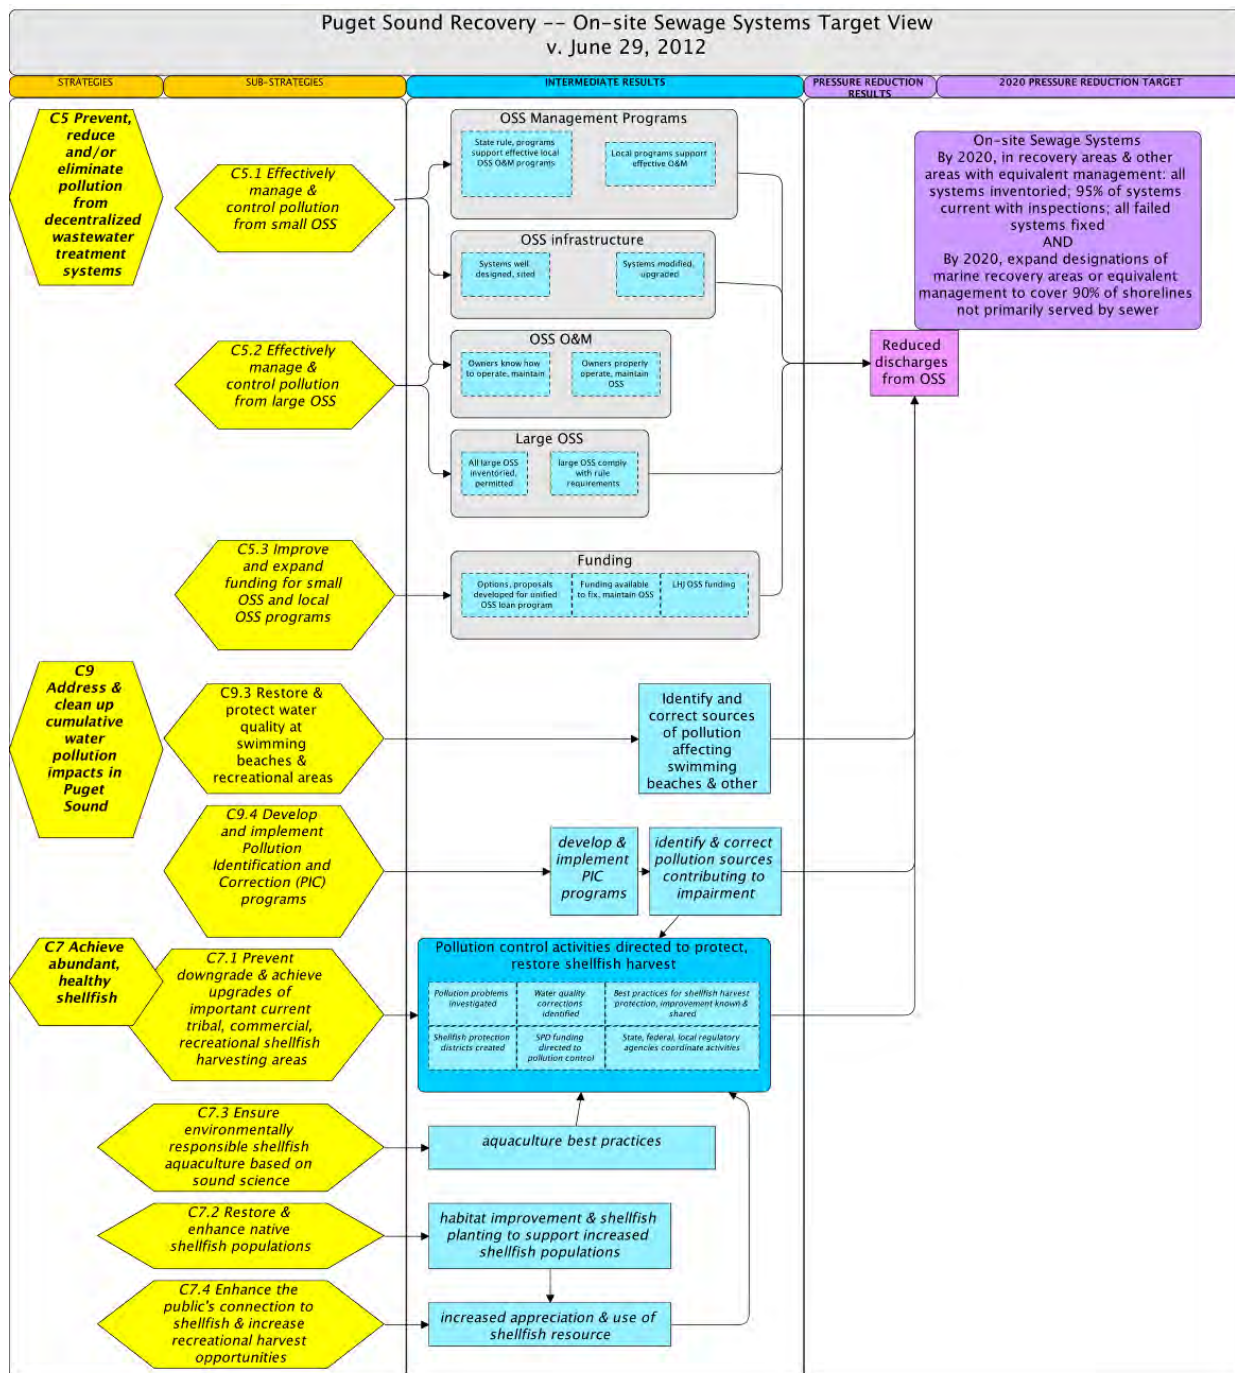 Puget Sound Recovery -- On-site Sewage Systems Target View
v. June 29, 2012
STRATEGIES
SUB-STRATEGIES
INTERMEDIATE RESULTS
PRESSURE REDUCTION
RESULTS
2020 PRESSURE REDUCTION TARGET
C5 Prevent,
reduce
and/or
eliminate
pollution
from
decentralized
wastewater
treatment
systems
C5.1 Effectively
manage &
control pollution
from small OSS
OSS Management Programs
State rule, programs
support effective local
OSS O&M programs
Local programs support
effective O&M
On-site Sewage Systems
By 2020, in recovery areas & other
areas with equivalent management: all
systems inventoried; 95% of systems
current with inspections; all failed
systems fixed
AND
By 2020, expand designations of
marine recovery areas or equivalent
management to cover 90% of shorelines
not primarily served by sewer
OSS infrastructure
Systems well
designed, sited
Systems modified,
upgraded
C5.2 Effectively
manage &
control pollution
from large OSS
OSS O&M
Owners know how
to operate, maintain
Owners properly
operate, maintain
OSS
Reduced
discharges
from OSS
Large OSS
All large OSS
inventoried,
permitted
large OSS comply
with rule
requirements
C5.3 Improve
and expand
funding for small
OSS and local
OSS programs
Funding
Options, proposals
developed for unified
OSS loan program
Funding available
to fix, maintain OSS
LHJ OSS funding
C9
Address &
clean up
cumulative
water
pollution
impacts in
Puget
Sound
C9.3 Restore &
protect water
quality at
swimming
beaches &
recreational areas
Identify and
correct sources
of pollution
affecting
swimming
beaches & other
C9.4 Develop
and implement
Pollution
Identification and
Correction (PIC)
programs
develop &
implement
PIC
programs
identify & correct
pollution sources
contributing to
impairment
C7 Achieve
abundant,
healthy
shellfish
C7.1 Prevent
downgrade & achieve
upgrades of
important current
tribal, commercial,
recreational shellfish
harvesting areas
Pollution control activities directed to protect,
restore shellfish harvest
Pollution problems
investigated
Water quality
corrections
identified
Best practices for shellfish harvest
protection, improvement known &
shared
Shellfish protection
districts created
SPD funding
directed to
pollution control
State, federal, local regulatory
agencies coordinate activities
C7.3 Ensure
environmentally
responsible shellfish
aquaculture based on
sound science
aquaculture best practices
C7.2 Restore &
enhance native
shellfish populations
habitat improvement & shellfish
planting to support increased
shellfish populations
C7.4 Enhance the
public's connection to
shellfish & increase
recreational harvest
opportunities
increased appreciation & use of
shellfish resource